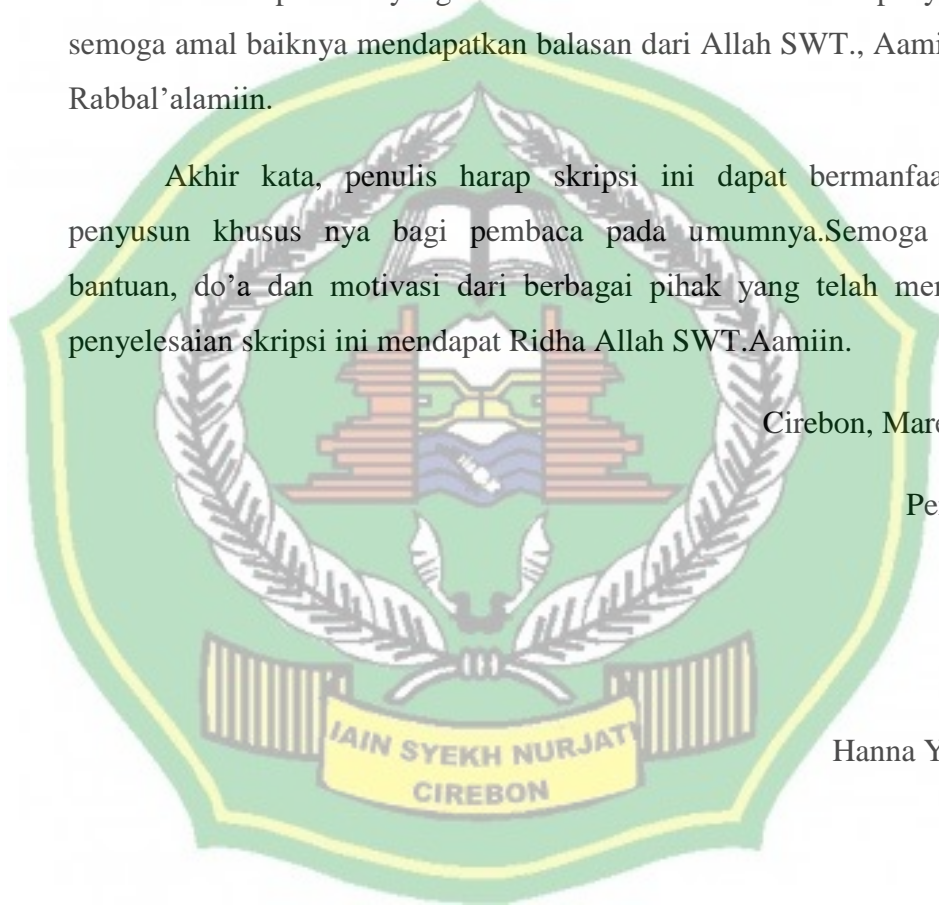 semoga amal baiknya mendapatkan balasan dari Allah SWT., Aami
Rabbal’alamiin.
Akhir kata, penulis harap skripsi ini dapat bermanfaa
penyusun khusus nya bagi pembaca pada umumnya.Semoga
bantuan, do’a dan motivasi dari berbagai pihak yang telah mer
penyelesaian skripsi ini mendapat Ridha Allah SWT.Aamiin.
Cirebon, Mare
Pe
Hanna Y
IAIN SYEKH NURJATI
CIREBON